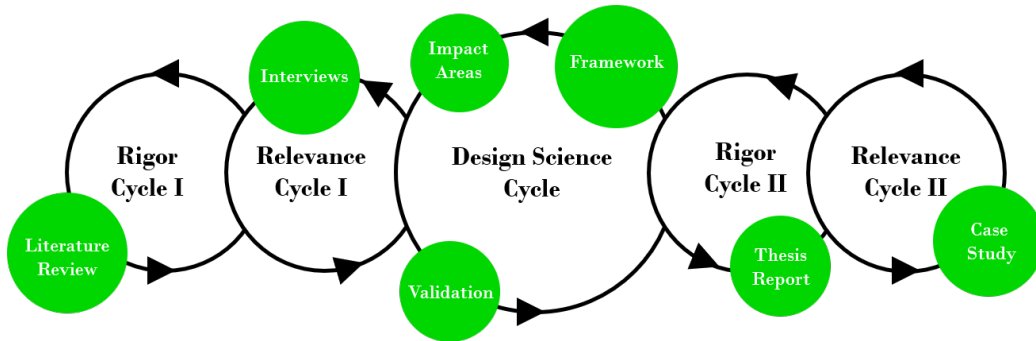 Rigor
Cycle I
Literature
Review
Interviews
Relevance
Cycle I
Impact
Areas
Framework
Design Science
Cycle
Validation
Rigor
Cycle II
Thesis
Report
Relevance
Cycle II
Case
Study